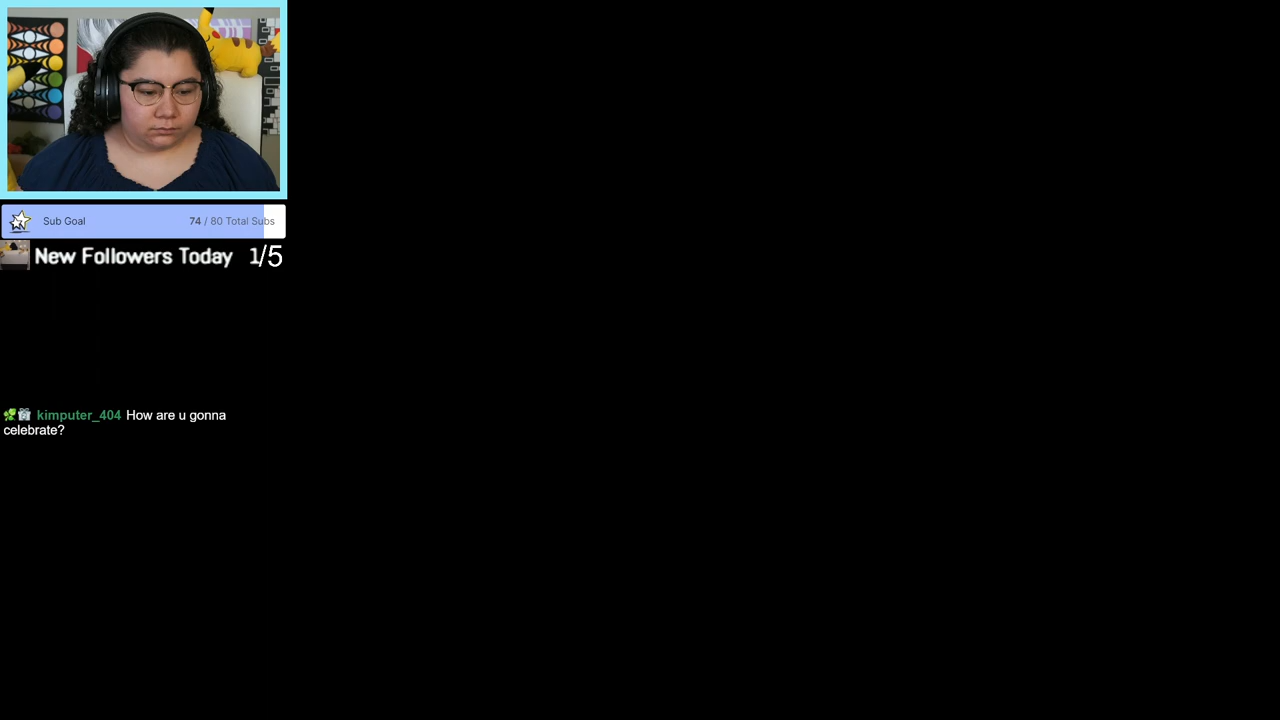 Sub Goal 74 / 80 Total Subs
New Followers Today 1/5
kimputer_404 How are u gonna
celebrate?